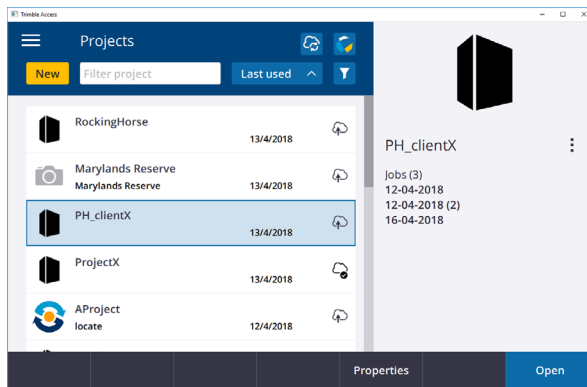 Trimble Access
Projects
New
Filter project
Last used
RockingHorse
13/4/2018
Marylands Reserve
Marylands Reserve
13/4/2018
PH_clientX
13/4/2018
ProjectX
13/4/2018
AProject
locate
12/4/2018
PH_clientX
Jobs (3)
12-04-2018
12-04-2018 (2)
16-04-2018
Properties
Open